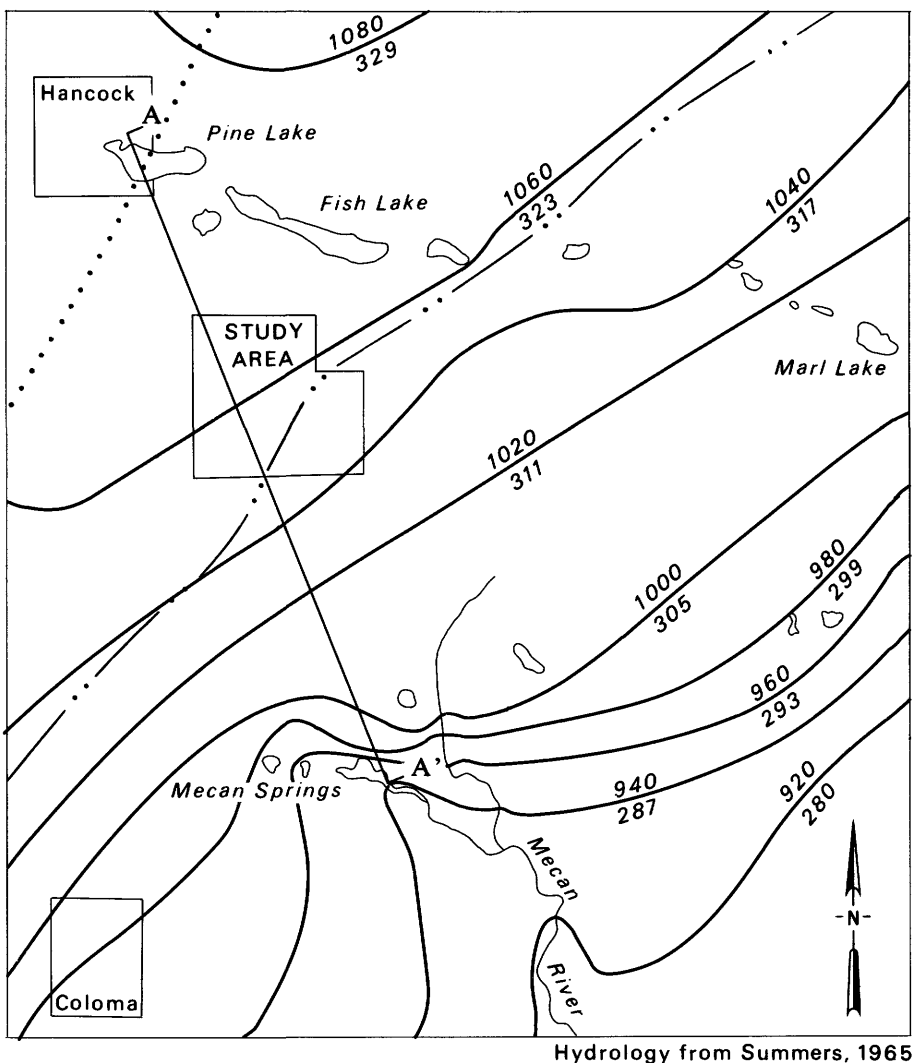 1080
329
Hancock
A
Pine Lake
Fish Lake
1060
323
1040
317
STUDY
AREA
Marl Lake
1020
311
1000
305
980
299
960
293
A'
Mecan Springs
940
287
920
280
Mecan
River
-N-
Coloma
Hydrology from Summers, 1965